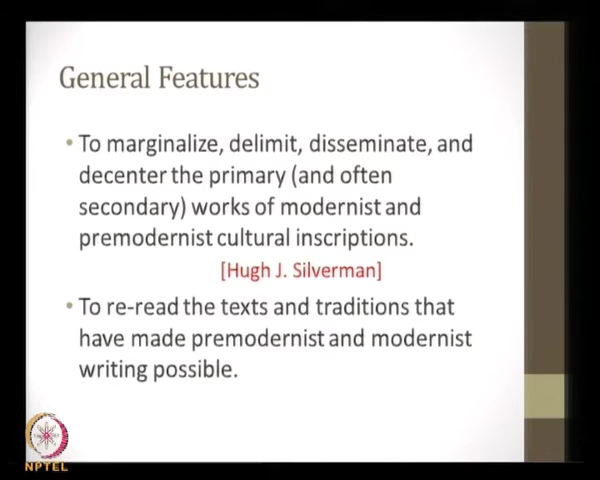 General Features
• To marginalize, delimit, disseminate, and
decenter the primary (and often
secondary) works of modernist and
premodernist cultural inscriptions.
[Hugh J. Silverman]
• To re-read the texts and traditions that
have made premodernist and modernist
writing possible.
NPTEL